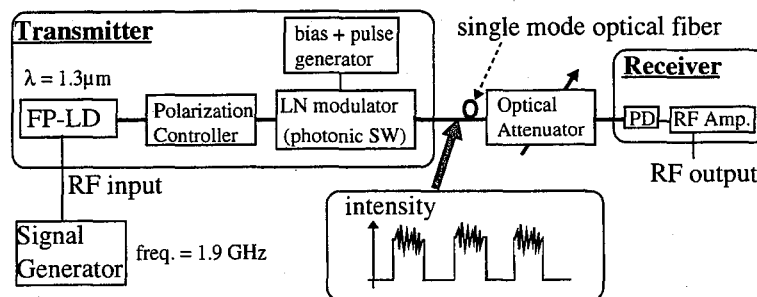 Transmitter
bias + pulse
generator
single mode optical fiber
λ = 1.3μm
FP-LD
Polarization
Controller
LN modulator
(photonic SW)
Optical
Attenuator
Receiver
PD
RF Amp.
RF input
RF output
Signal
Generator
freq. = 1.9 GHz
intensity